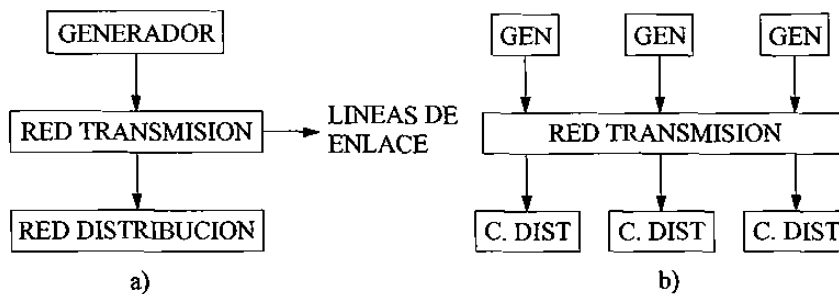 GENERADOR
RED TRANSMISION
LINEAS DE
ENLACE
RED DISTRIBUCION
a)
GEN GEN GEN
RED TRANSMISION
C. DIST C. DIST C. DIST
b)